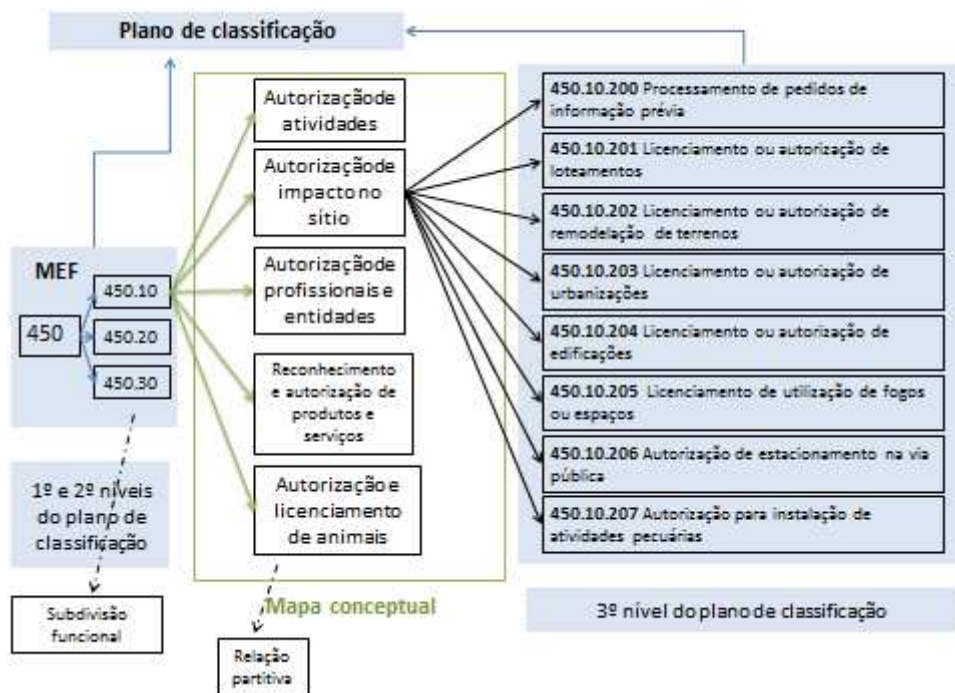 Plano de classificação
MEF
450
450.10
450.20
450.30
1º e 2º níveis
do plano de
classificação
Subdivisão
funcional
Autorizaçãode
atividades
Autorizaçãode
impacto no
sítio
Autorizaçãode
profissionais e
entidades
Reconhecimento
e autorização de
produtos e
serviços
Autorização e
licenciamento
de animais
Mapa conceptual
Relação
partitiva
450.10.200 Processamento de pedidos de
informação prévia
450.10.201 Licenciamento ou autorização de
loteamentos
450.10.202 Licenciamento ou autorização de
remodelação de terrenos
450.10.203 Licenciamento ou autorização de
urbanizações
450.10.204 Licenciamento ou autorização de
edificações
450.10.205 Licenciamento de utilização de fogos
ou espaços
450.10.206 Autorização de estacionamento na via
pública
450.10.207 Autorização para instalação de
atividades pecuárias
3º nível do plano de classificação